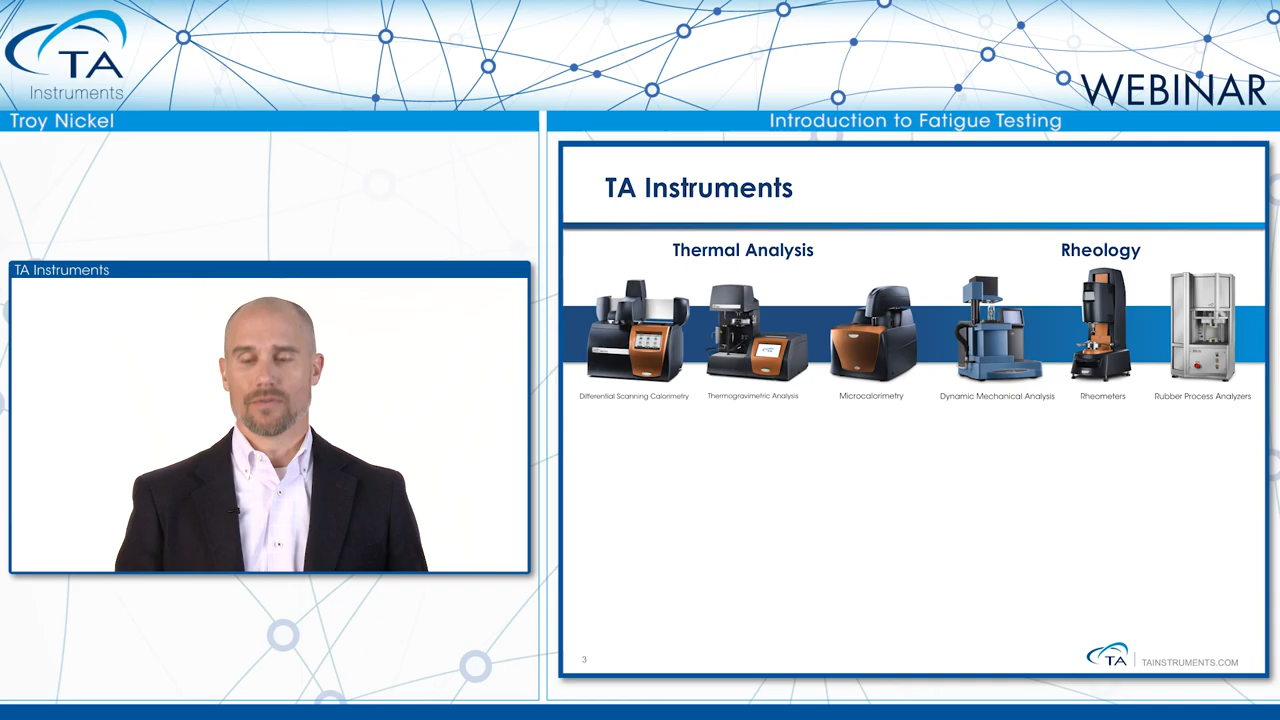 TA
Instruments
WEBINAR
Troy Nickel
Introduction to Fatigue Testing
TA Instruments
TA Instruments
Thermal Analysis
Rheology
Differential Scanning Calorimetry
Thermogravimetric Analysis
Microcalorimetry
Dynamic Mechanical Analysis
Rheometers
Rubber Process Analyzers
3
TA
TAINSTRUMENTS.COM